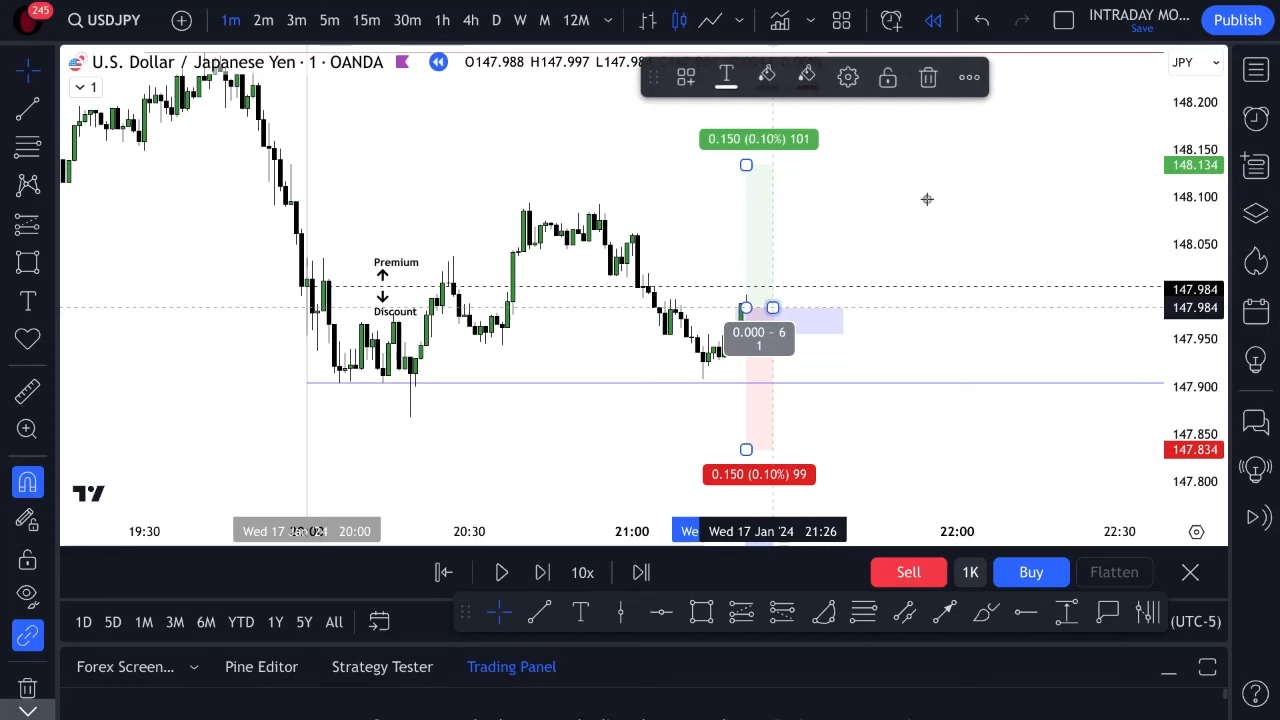 245
USDJPY
1m 2m 3m 5m 15m 30m 1h 4h D W M 12M
INTRADAY MO...
Save
Publish
U.S. Dollar / Japanese Yen · 1 · OANDA
O147.988 H147.997 L147.984
JPY
1
148.200
0.150 (0.10%) 101
148.150
148.134
148.100
148.050
Premium
147.984
147.984
Discount
0.000 − 6
1
147.950
147.900
147.850
147.834
0.150 (0.10%) 99
147.800
19:30
Wed 17 Jan '24 20:00
20:30
21:00
We
Wed 17 Jan '24 21:26
22:00
22:30
10x
Sell
1K
Buy
Flatten
1D 5D 1M 3M 6M YTD 1Y 5Y All
(UTC-5)
Forex Screen...
Pine Editor
Strategy Tester
Trading Panel